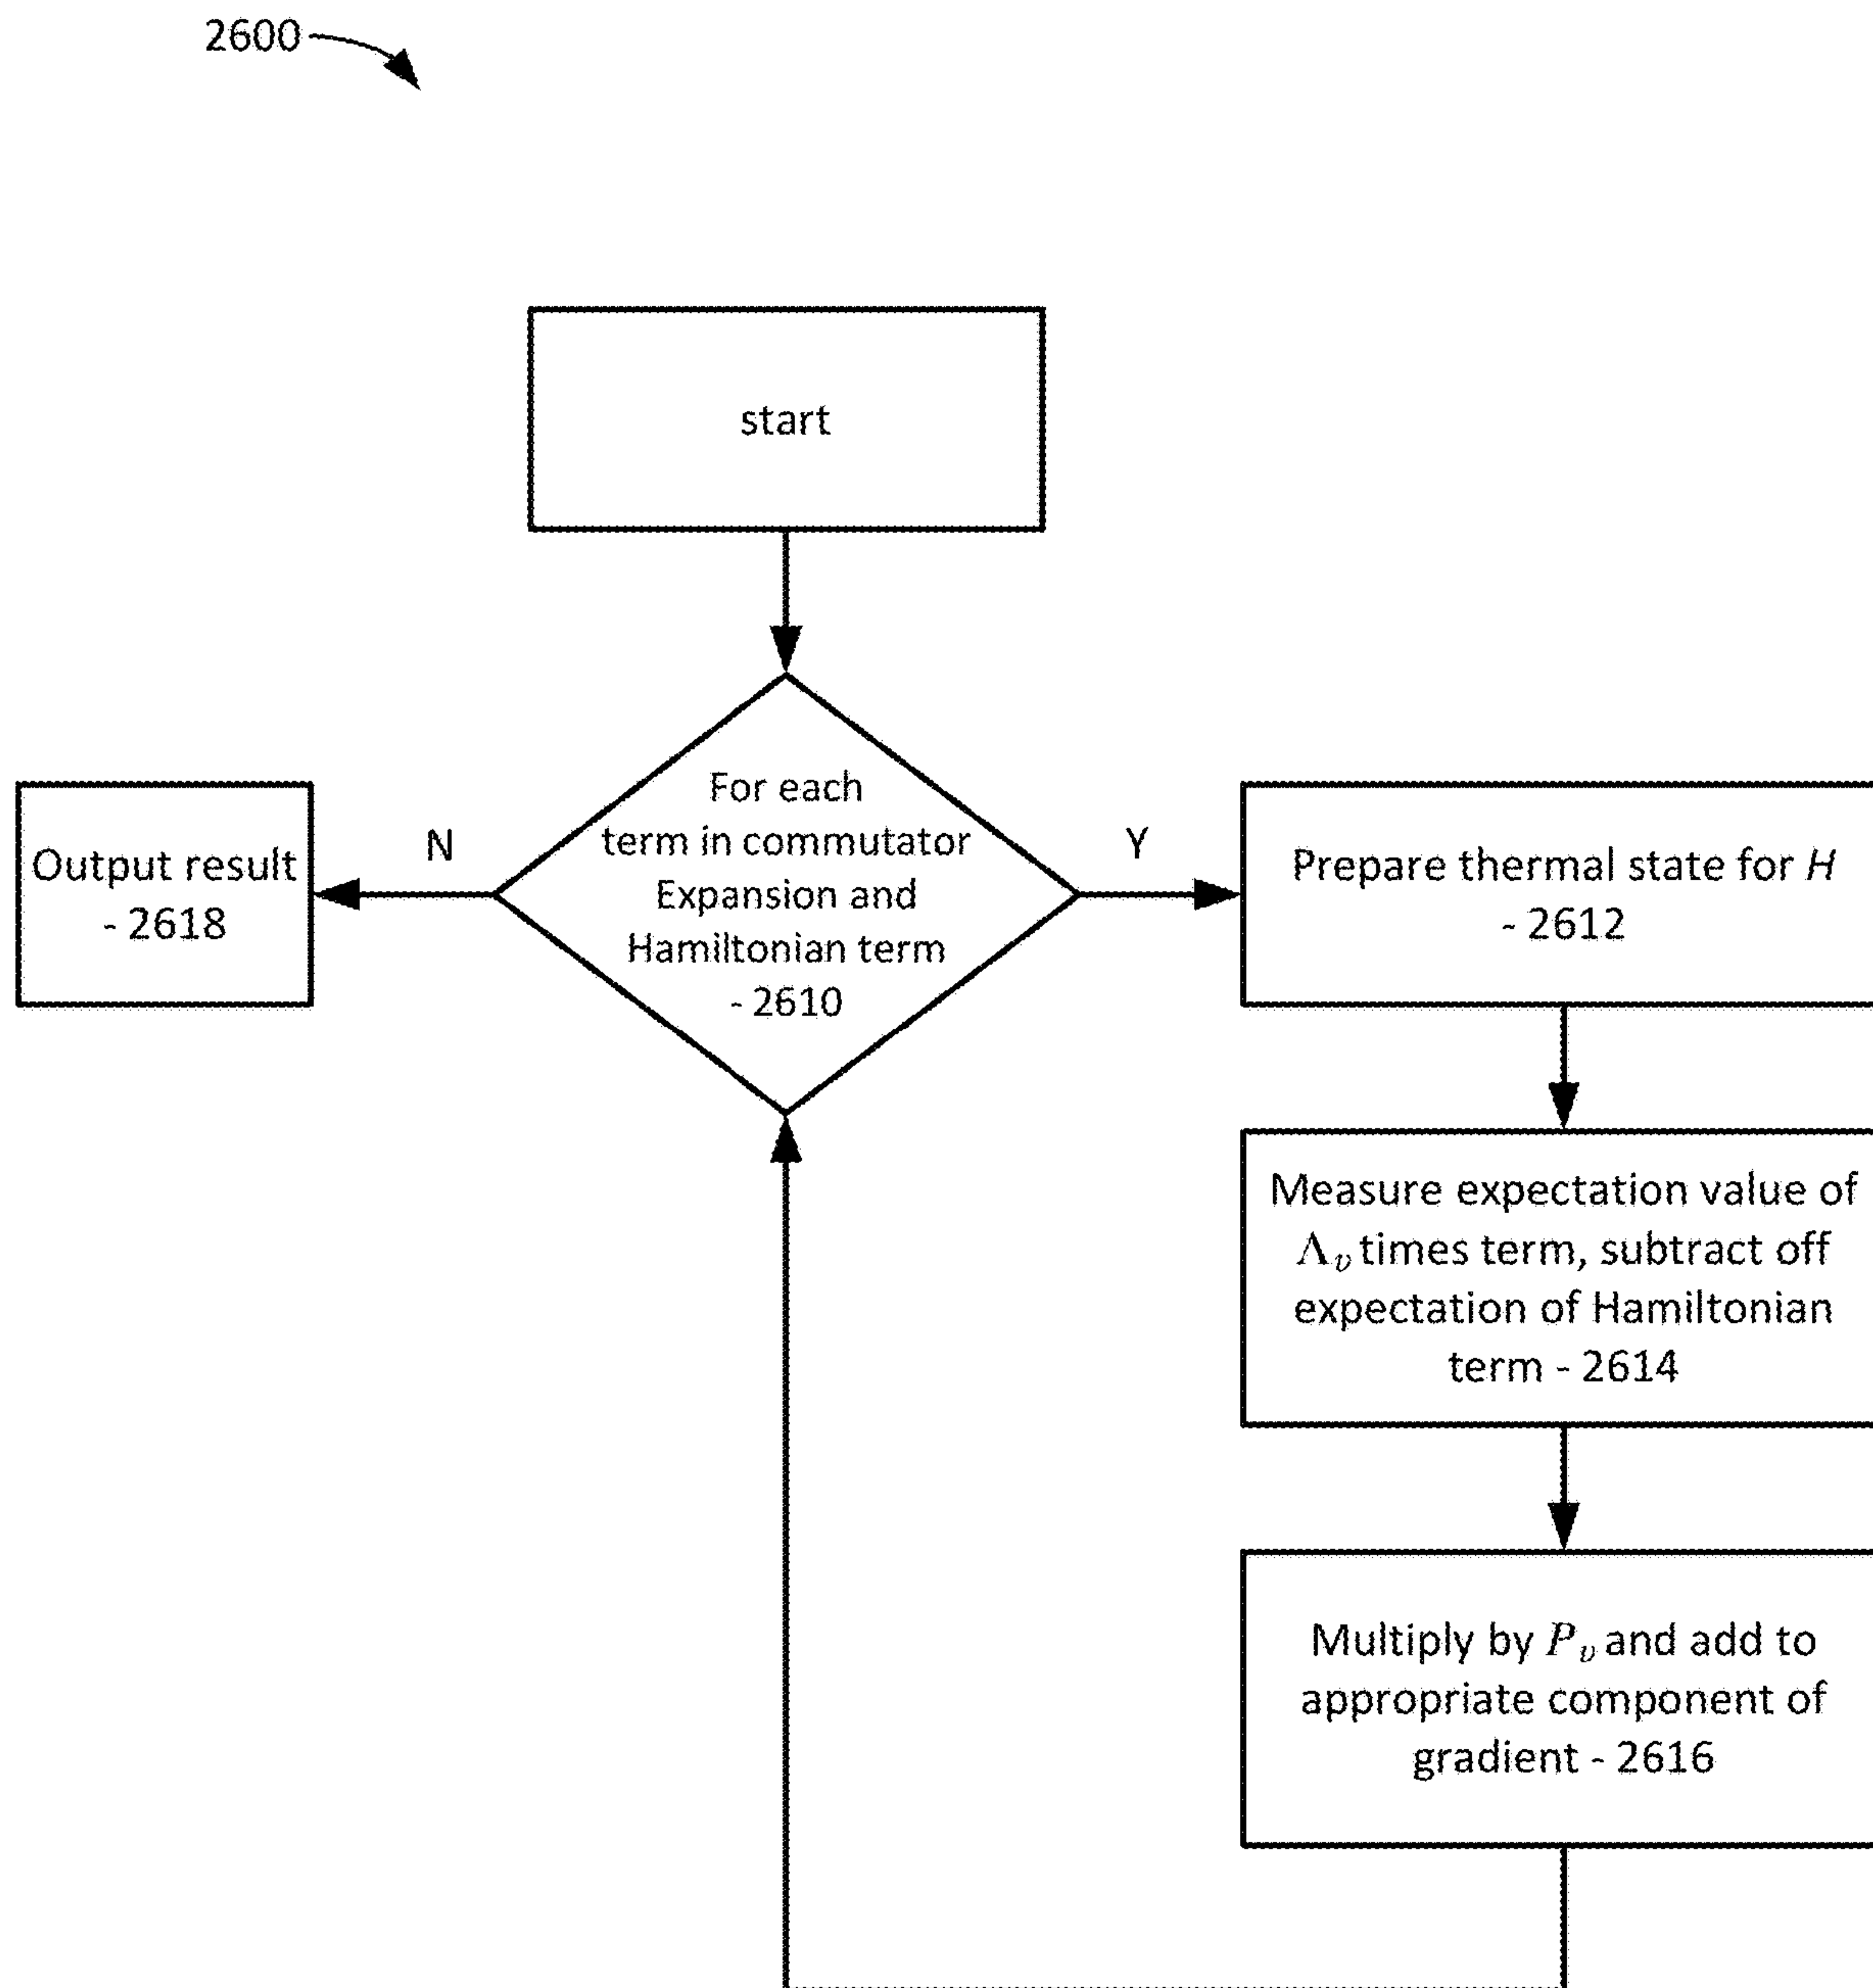 2600
start
For each
term in commutator
Expansion and
Hamiltonian term
- 2610
N
Y
Output result
- 2618
Prepare thermal state for H
- 2612
Measure expectation value of
Λᵥ times term, subtract off
expectation of Hamiltonian
term - 2614
Multiply by Pᵥ and add to
appropriate component of
gradient - 2616